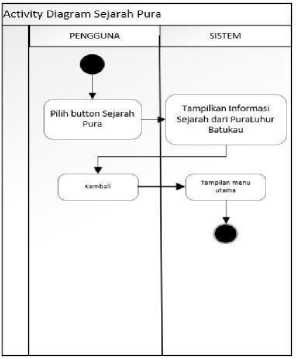 Activity Diagram Sejarah Pura
PENGGUNA
SISTEM
Pilih button Sejarah
Pura
Tampilkan Informasi
Sejarah dari PuraLuhur
Batukau
Kembali
Tampilan menu
utama